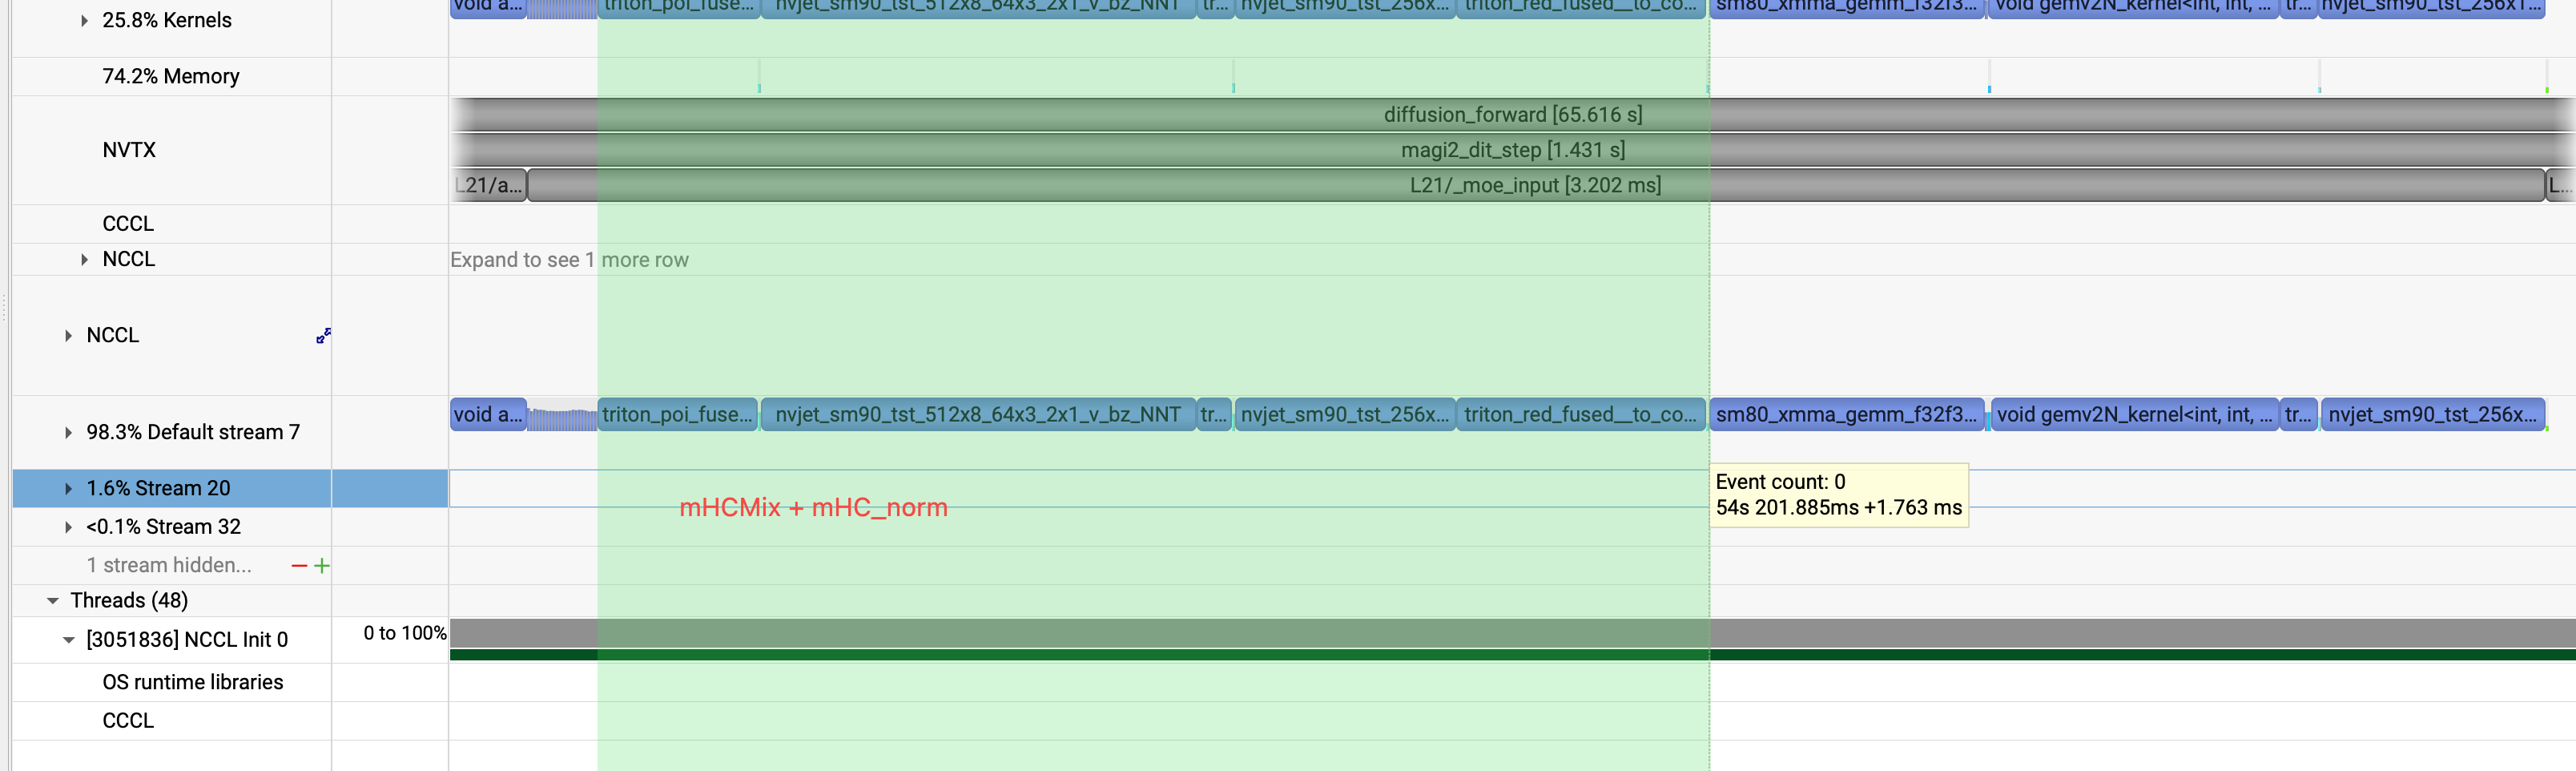 25.8% Kernels
void a... triton_poi_fuse... nvjet_sm90_tst_512x8_64x3_2x1_v_bz_NNT tr... nvjet_sm90_tst_256x... triton_red_fused__to_co... sm80_xmma_gemm_f32f3... void gemv2N_kernel<int, int, ... tr... nvjet_sm90_tst_256x1...
74.2% Memory
diffusion_forward [65.616 s]
NVTX
magi2_dit_step [1.431 s]
L21/a... L21/_moe_input [3.202 ms] L...
CCCL
NCCL Expand to see 1 more row
NCCL
98.3% Default stream 7
void a... triton_poi_fuse... nvjet_sm90_tst_512x8_64x3_2x1_v_bz_NNT tr... nvjet_sm90_tst_256x... triton_red_fused__to_co... sm80_xmma_gemm_f32f3... void gemv2N_kernel<int, int, ... tr... nvjet_sm90_tst_256x...
1.6% Stream 20
mHCMix + mHC_norm
Event count: 0
54s 201.885ms +1.763 ms
<0.1% Stream 32
1 stream hidden... − +
Threads (48)
[3051836] NCCL Init 0 0 to 100%
OS runtime libraries
CCCL